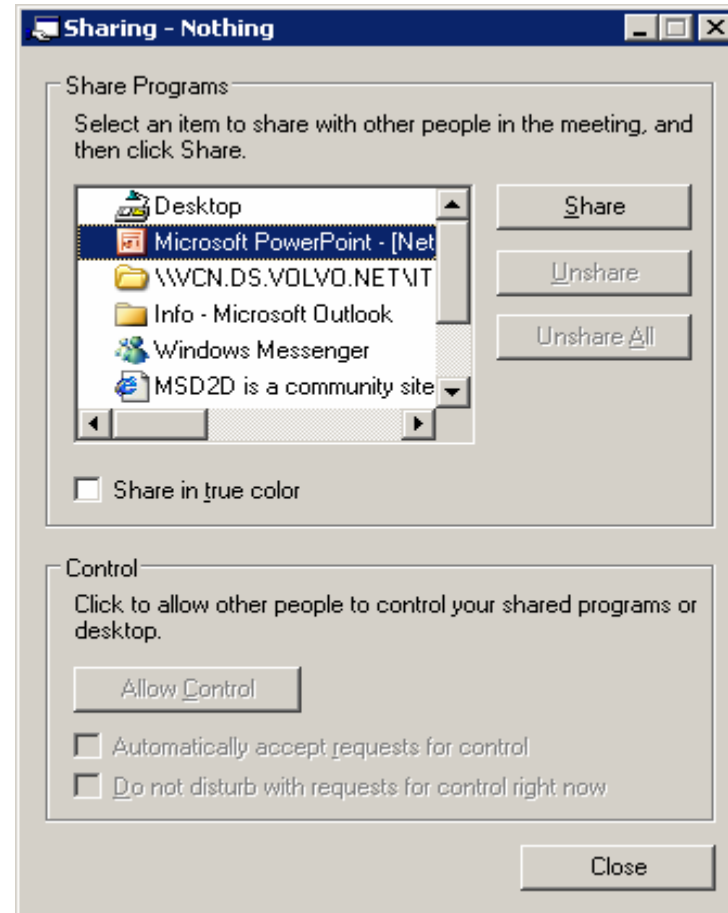 Sharing - Nothing
Share Programs
Select an item to share with other people in the meeting, and
then click Share.
Desktop
Share
Microsoft PowerPoint - [Net
\\VCN.DS.VOLVO.NET\IT
Unshare
Info - Microsoft Outlook
Windows Messenger
Unshare All
MSD2D is a community site
Share in true color
Control
Click to allow other people to control your shared programs or
desktop.
Allow Control
Automatically accept requests for control
Do not disturb with requests for control right now
Close